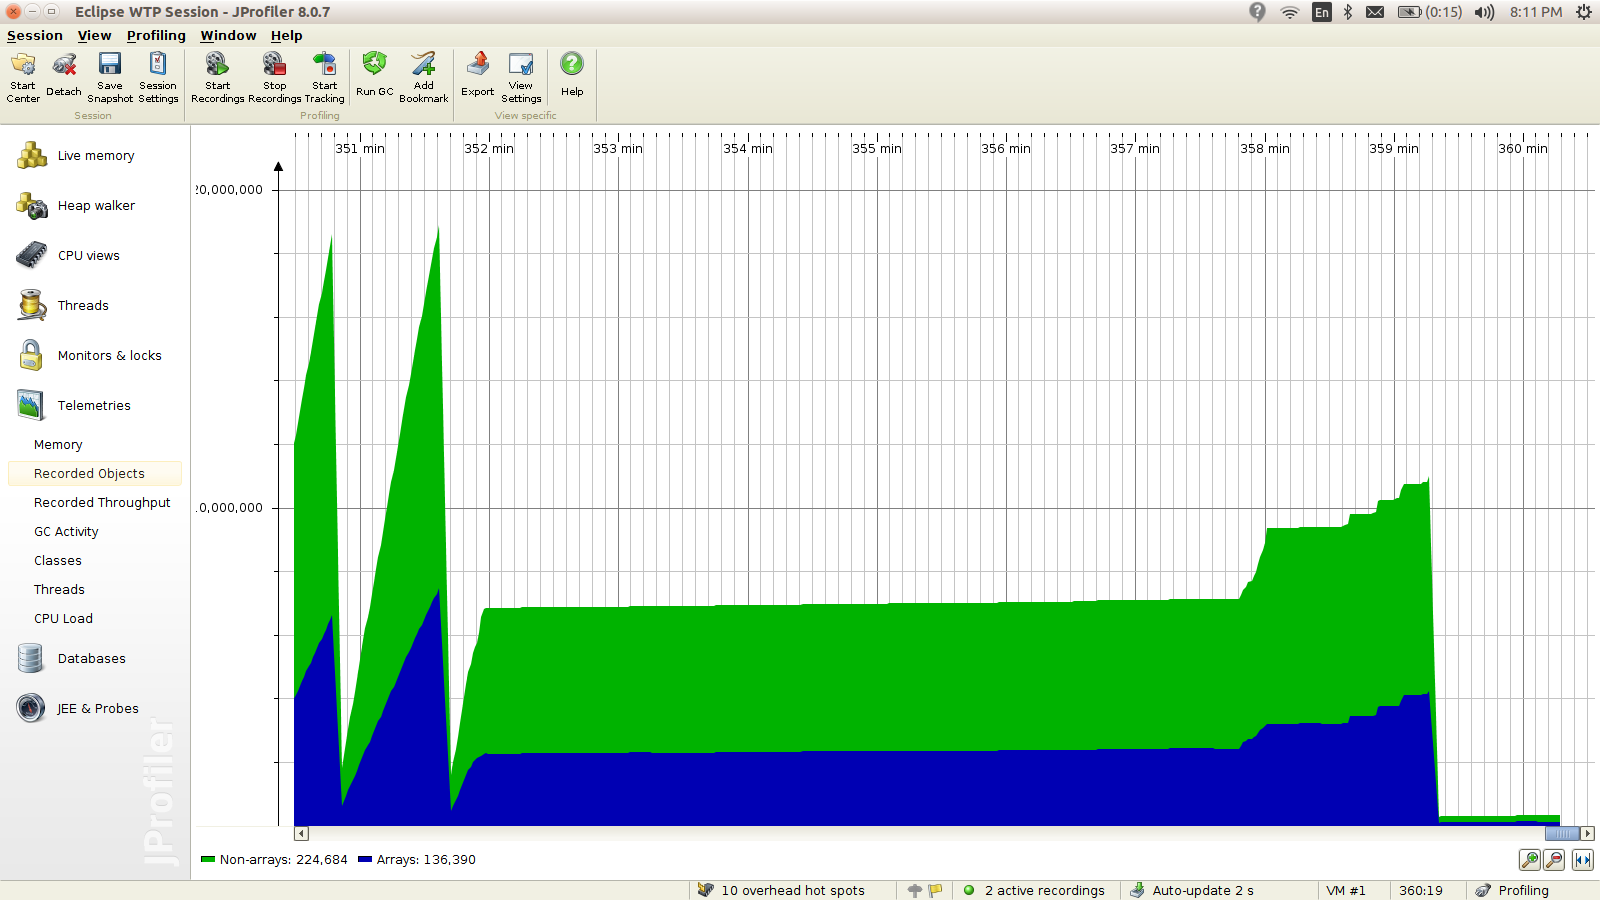 Eclipse WTP Session - JProfiler 8.0.7
En
(0:15)
8:11 PM
Session View Profiling Window Help
Start Center
Detach
Save Snapshot
Session Settings
Start Recordings
Stop Recordings
Start Tracking
Run GC
Add Bookmark
Export
View Settings
Help
Session
Profiling
View specific
Live memory
Heap walker
CPU views
Threads
Monitors & locks
Telemetries
Memory
Recorded Objects
Recorded Throughput
GC Activity
Classes
Threads
CPU Load
Databases
JEE & Probes
JProfiler
351 min 352 min 353 min 354 min 355 min 356 min 357 min 358 min 359 min 360 min
20,000,000
0,000,000
Non-arrays: 224,684 Arrays: 136,390
10 overhead hot spots
2 active recordings
Auto-update 2 s
VM #1
360:19
Profiling